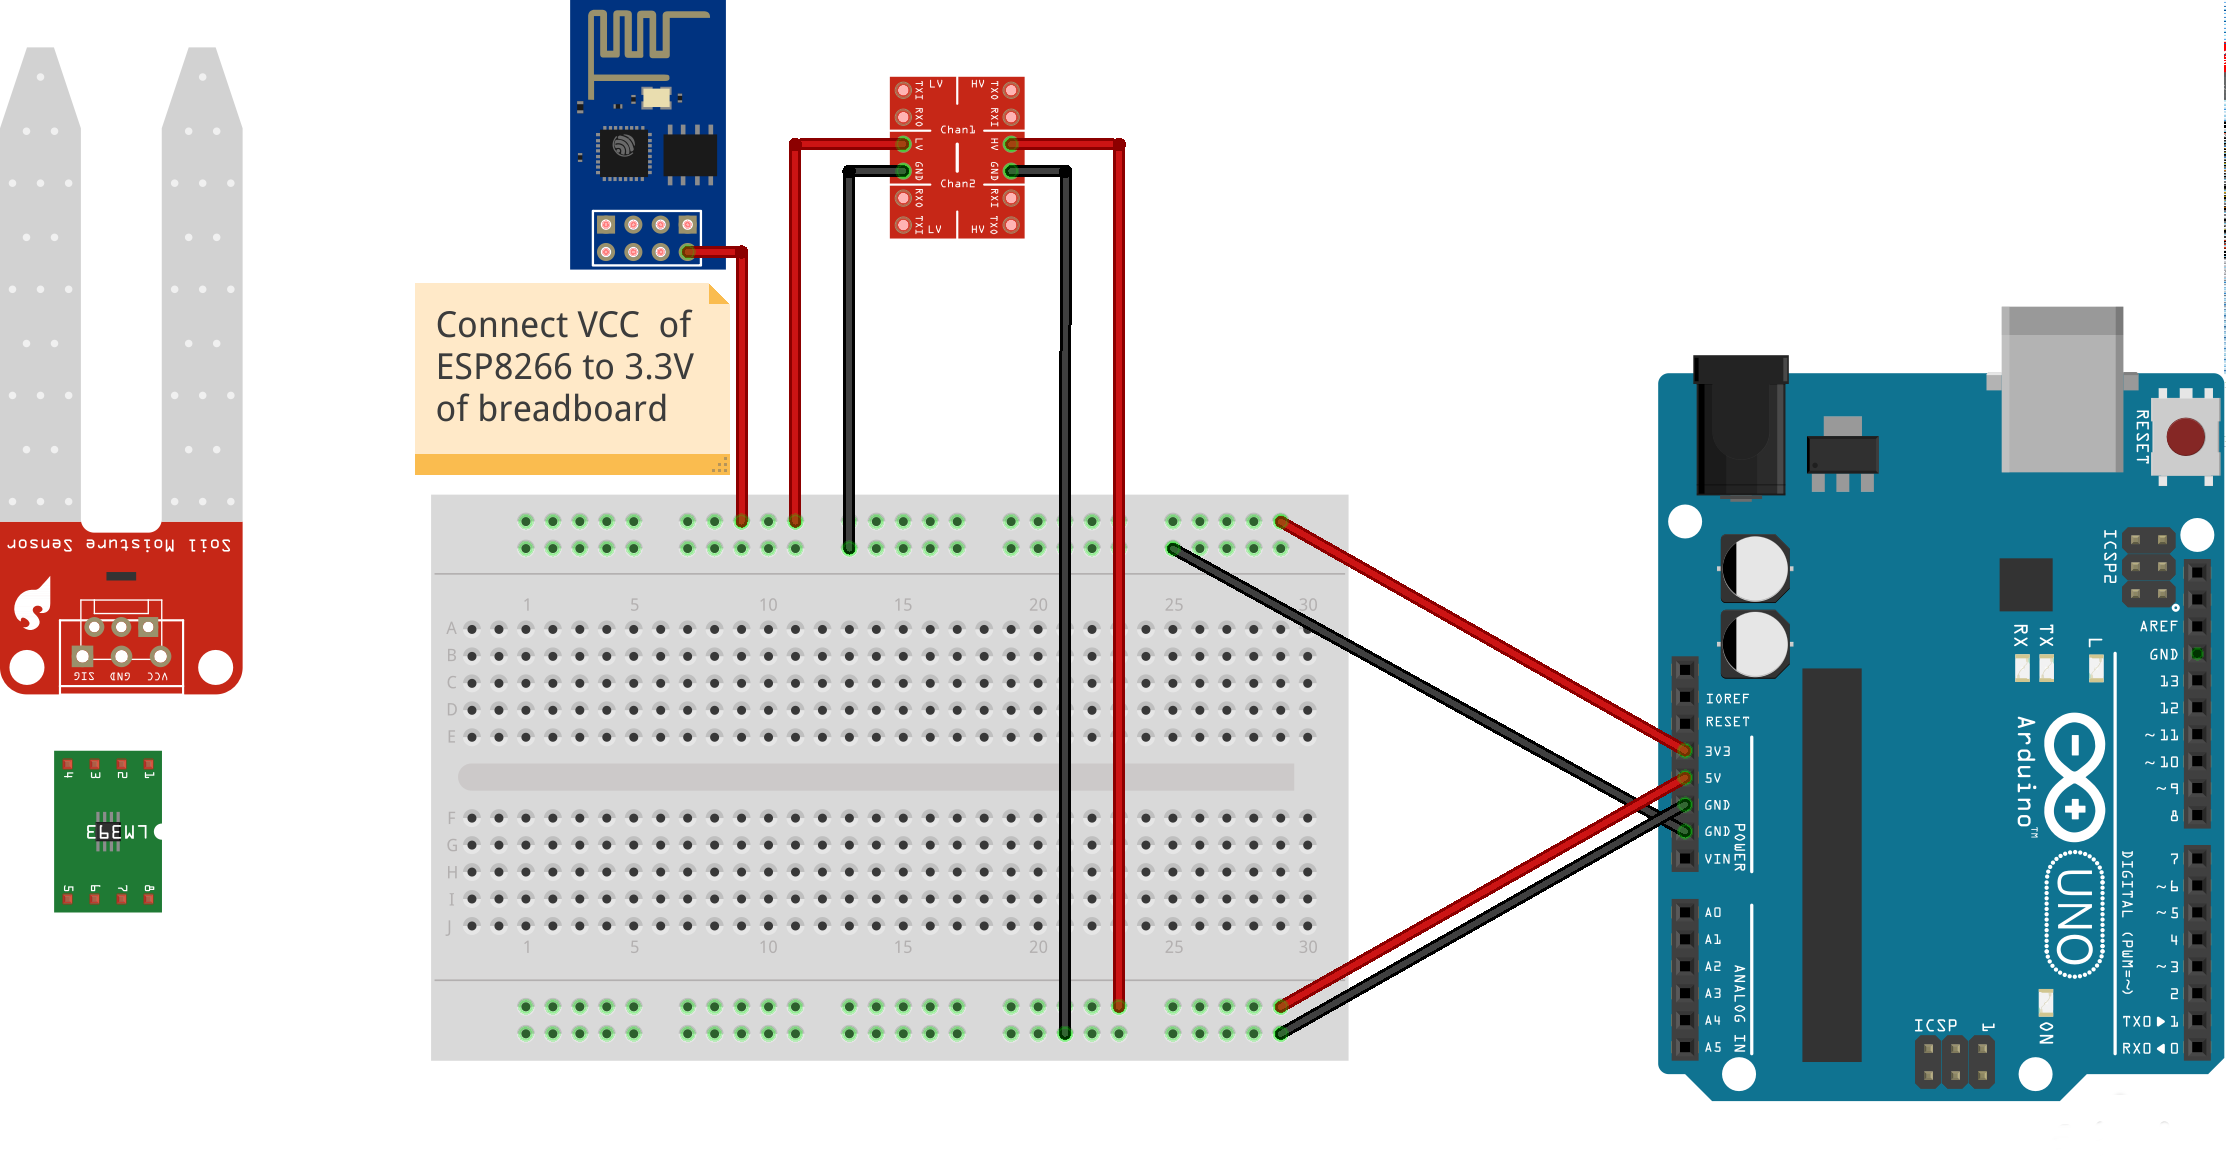 Connect VCC of
ESP8266 to 3.3V
of breadboard
LV HV
TXI TXO
RXO RXI
Chan1
LV HV
GND GND
Chan2
RXO RXI
TXI TXO
LV HV
Soil Moisture Sensor
SIG GND VCC
4 3 2 1
LM393
5 6 7 8
1 5 10 15 20 25 30
A
B
C
D
E
F
G
H
I
J
1 5 10 15 20 25 30
RESET
ICSP2
IOREF
RESET
3V3
5V
GND
GND
VIN
POWER
A0
A1
A2
A3
A4
A5
ANALOG IN
RX TX L
Arduino™
UNO
ON
ICSP 1
AREF
GND
13
12
~11
~10
~9
8
7
~6
~5
4
~3
2
TX0▶1
RX0◀0
DIGITAL (PWM=~)